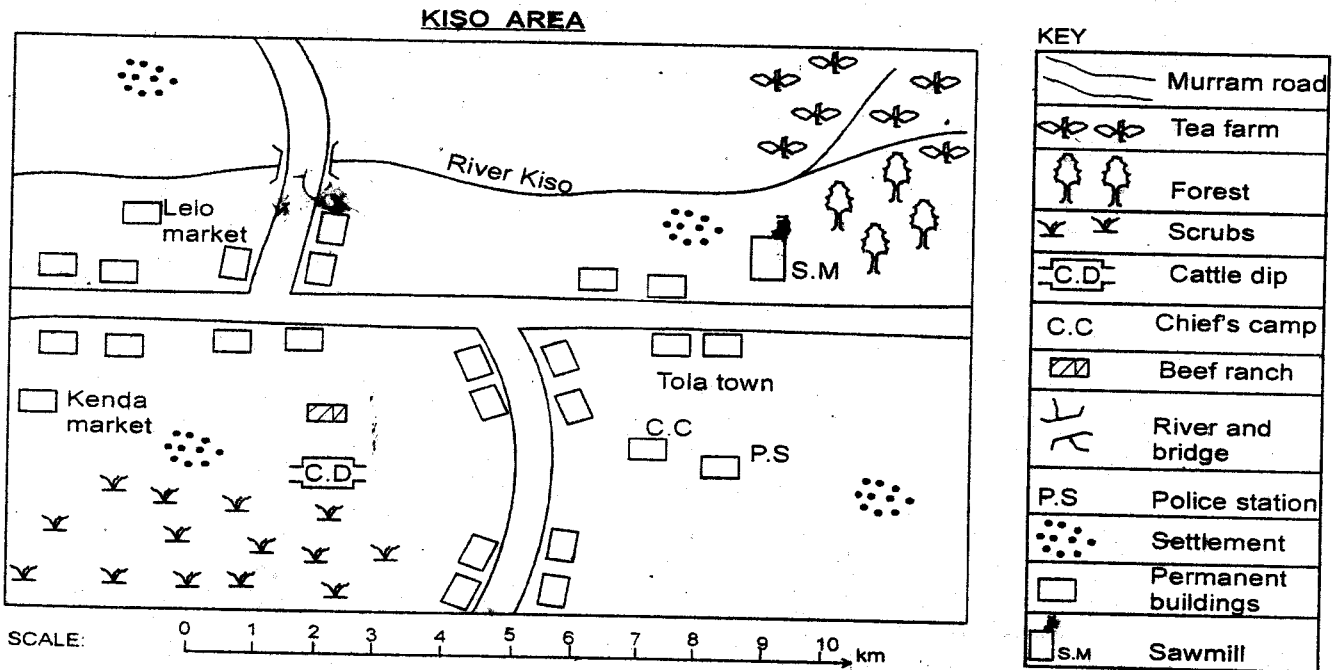 KISO AREA
River Kiso
Lelo
market
S.M
Kenda
market
C.D
Tola town
C.C
P.S
SCALE:
0 1 2 3 4 5 6 7 8 9 10 km
KEY
Murram road
Tea farm
Forest
Scrubs
C.D Cattle dip
C.C Chief's camp
Beef ranch
River and
bridge
P.S Police station
Settlement
Permanent
buildings
S.M Sawmill